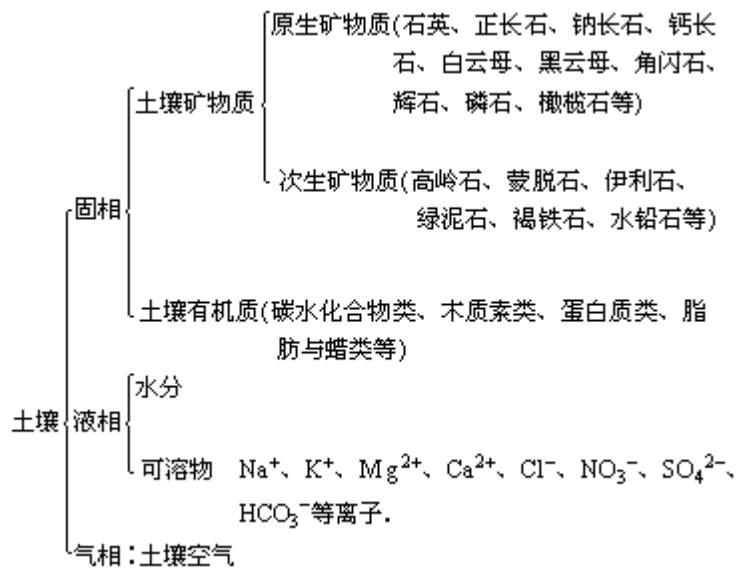 原生矿物质(石英、正长石、钠长石、钙长
石、白云母、黑云母、角闪石、
辉石、磷石、橄榄石等)
土壤矿物质
次生矿物质(高岭石、蒙脱石、伊利石、
绿泥石、褐铁石、水铅石等)
固相
土壤有机质(碳水化合物类、木质素类、蛋白质类、脂
肪与蜡类等)
水分
土壤
液相
可溶物 Na⁺、K⁺、Mg²⁺、Ca²⁺、Cl⁻、NO₃⁻、SO₄²⁻、
HCO₃⁻等离子.
气相:土壤空气